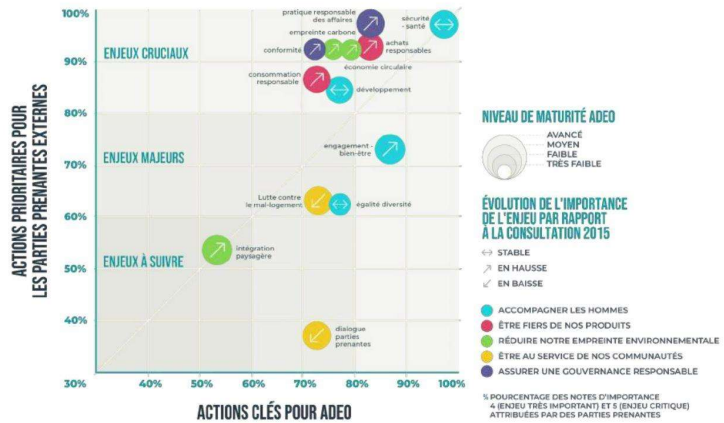 100%
90%
80%
70%
60%
50%
40%
30%
40%
50%
60%
70%
80%
90%
100%
ACTIONS PRIORITAIRES POUR
LES PARTIES PRENANTES EXTERNES
ACTIONS CLÉS POUR ADEO
ENJEUX CRUCIAUX
ENJEUX MAJEURS
ENJEUX À SUIVRE
pratique responsable
des affaires
sécurité
- santé
empreinte carbone
conformité
achats
responsables
économie circulaire
consommation
responsable
développement
engagement -
bien-être
Lutte contre
le mal-logement
égalité diversité
intégration
paysagère
dialogue
parties
prenantes
NIVEAU DE MATURITÉ ADEO
AVANCÉ
MOYEN
FAIBLE
TRÈS FAIBLE
ÉVOLUTION DE L'IMPORTANCE
DE L'ENJEU PAR RAPPORT
À LA CONSULTATION 2015
STABLE
EN HAUSSE
EN BAISSE
ACCOMPAGNER LES HOMMES
ÊTRE FIERS DE NOS PRODUITS
RÉDUIRE NOTRE EMPREINTE ENVIRONNEMENTALE
ÊTRE AU SERVICE DE NOS COMMUNAUTÉS
ASSURER UNE GOUVERNANCE RESPONSABLE
% POURCENTAGE DES NOTES D'IMPORTANCE
4 (ENJEU TRÈS IMPORTANT) ET 5 (ENJEU CRITIQUE)
ATTRIBUÉES PAR DES PARTIES PRENANTES